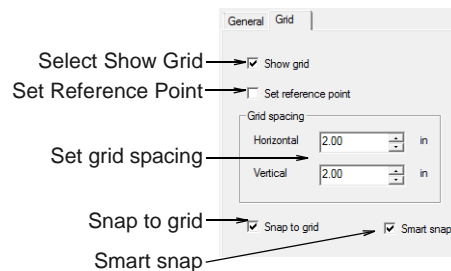 General Grid
Select Show Grid
Show grid
Set Reference Point
Set reference point
Grid spacing
Horizontal 2.00 in
Set grid spacing
Vertical 2.00 in
Snap to grid
Snap to grid
Smart snap
Smart snap